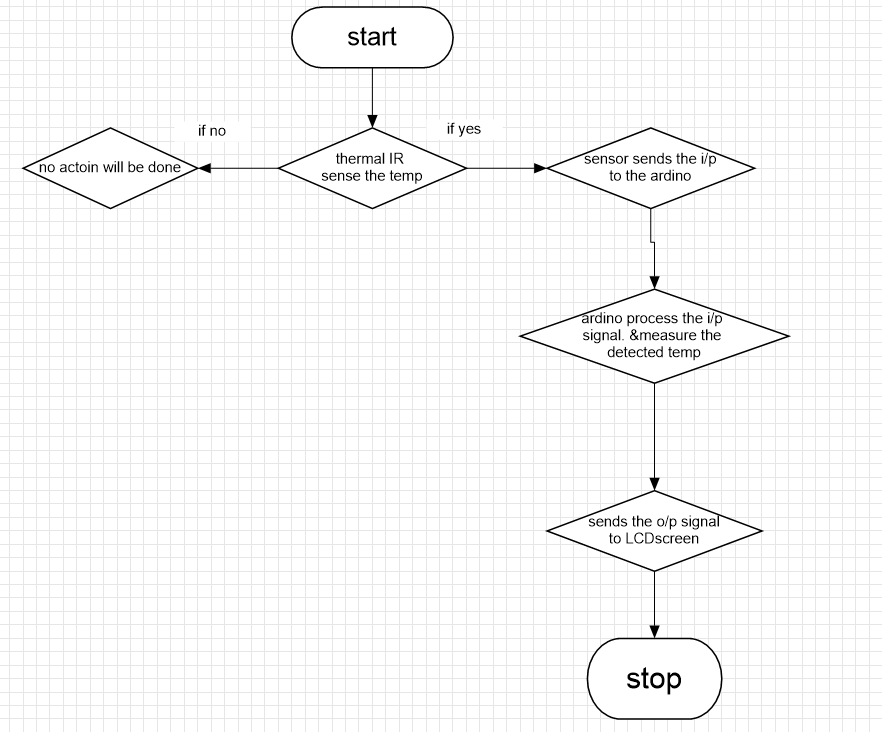 start
if no
if yes
no actoin will be done
thermal IR
sense the temp
sensor sends the i/p
to the ardino
ardino process the i/p
signal. &measure the
detected temp
sends the o/p signal
to LCDscreen
stop